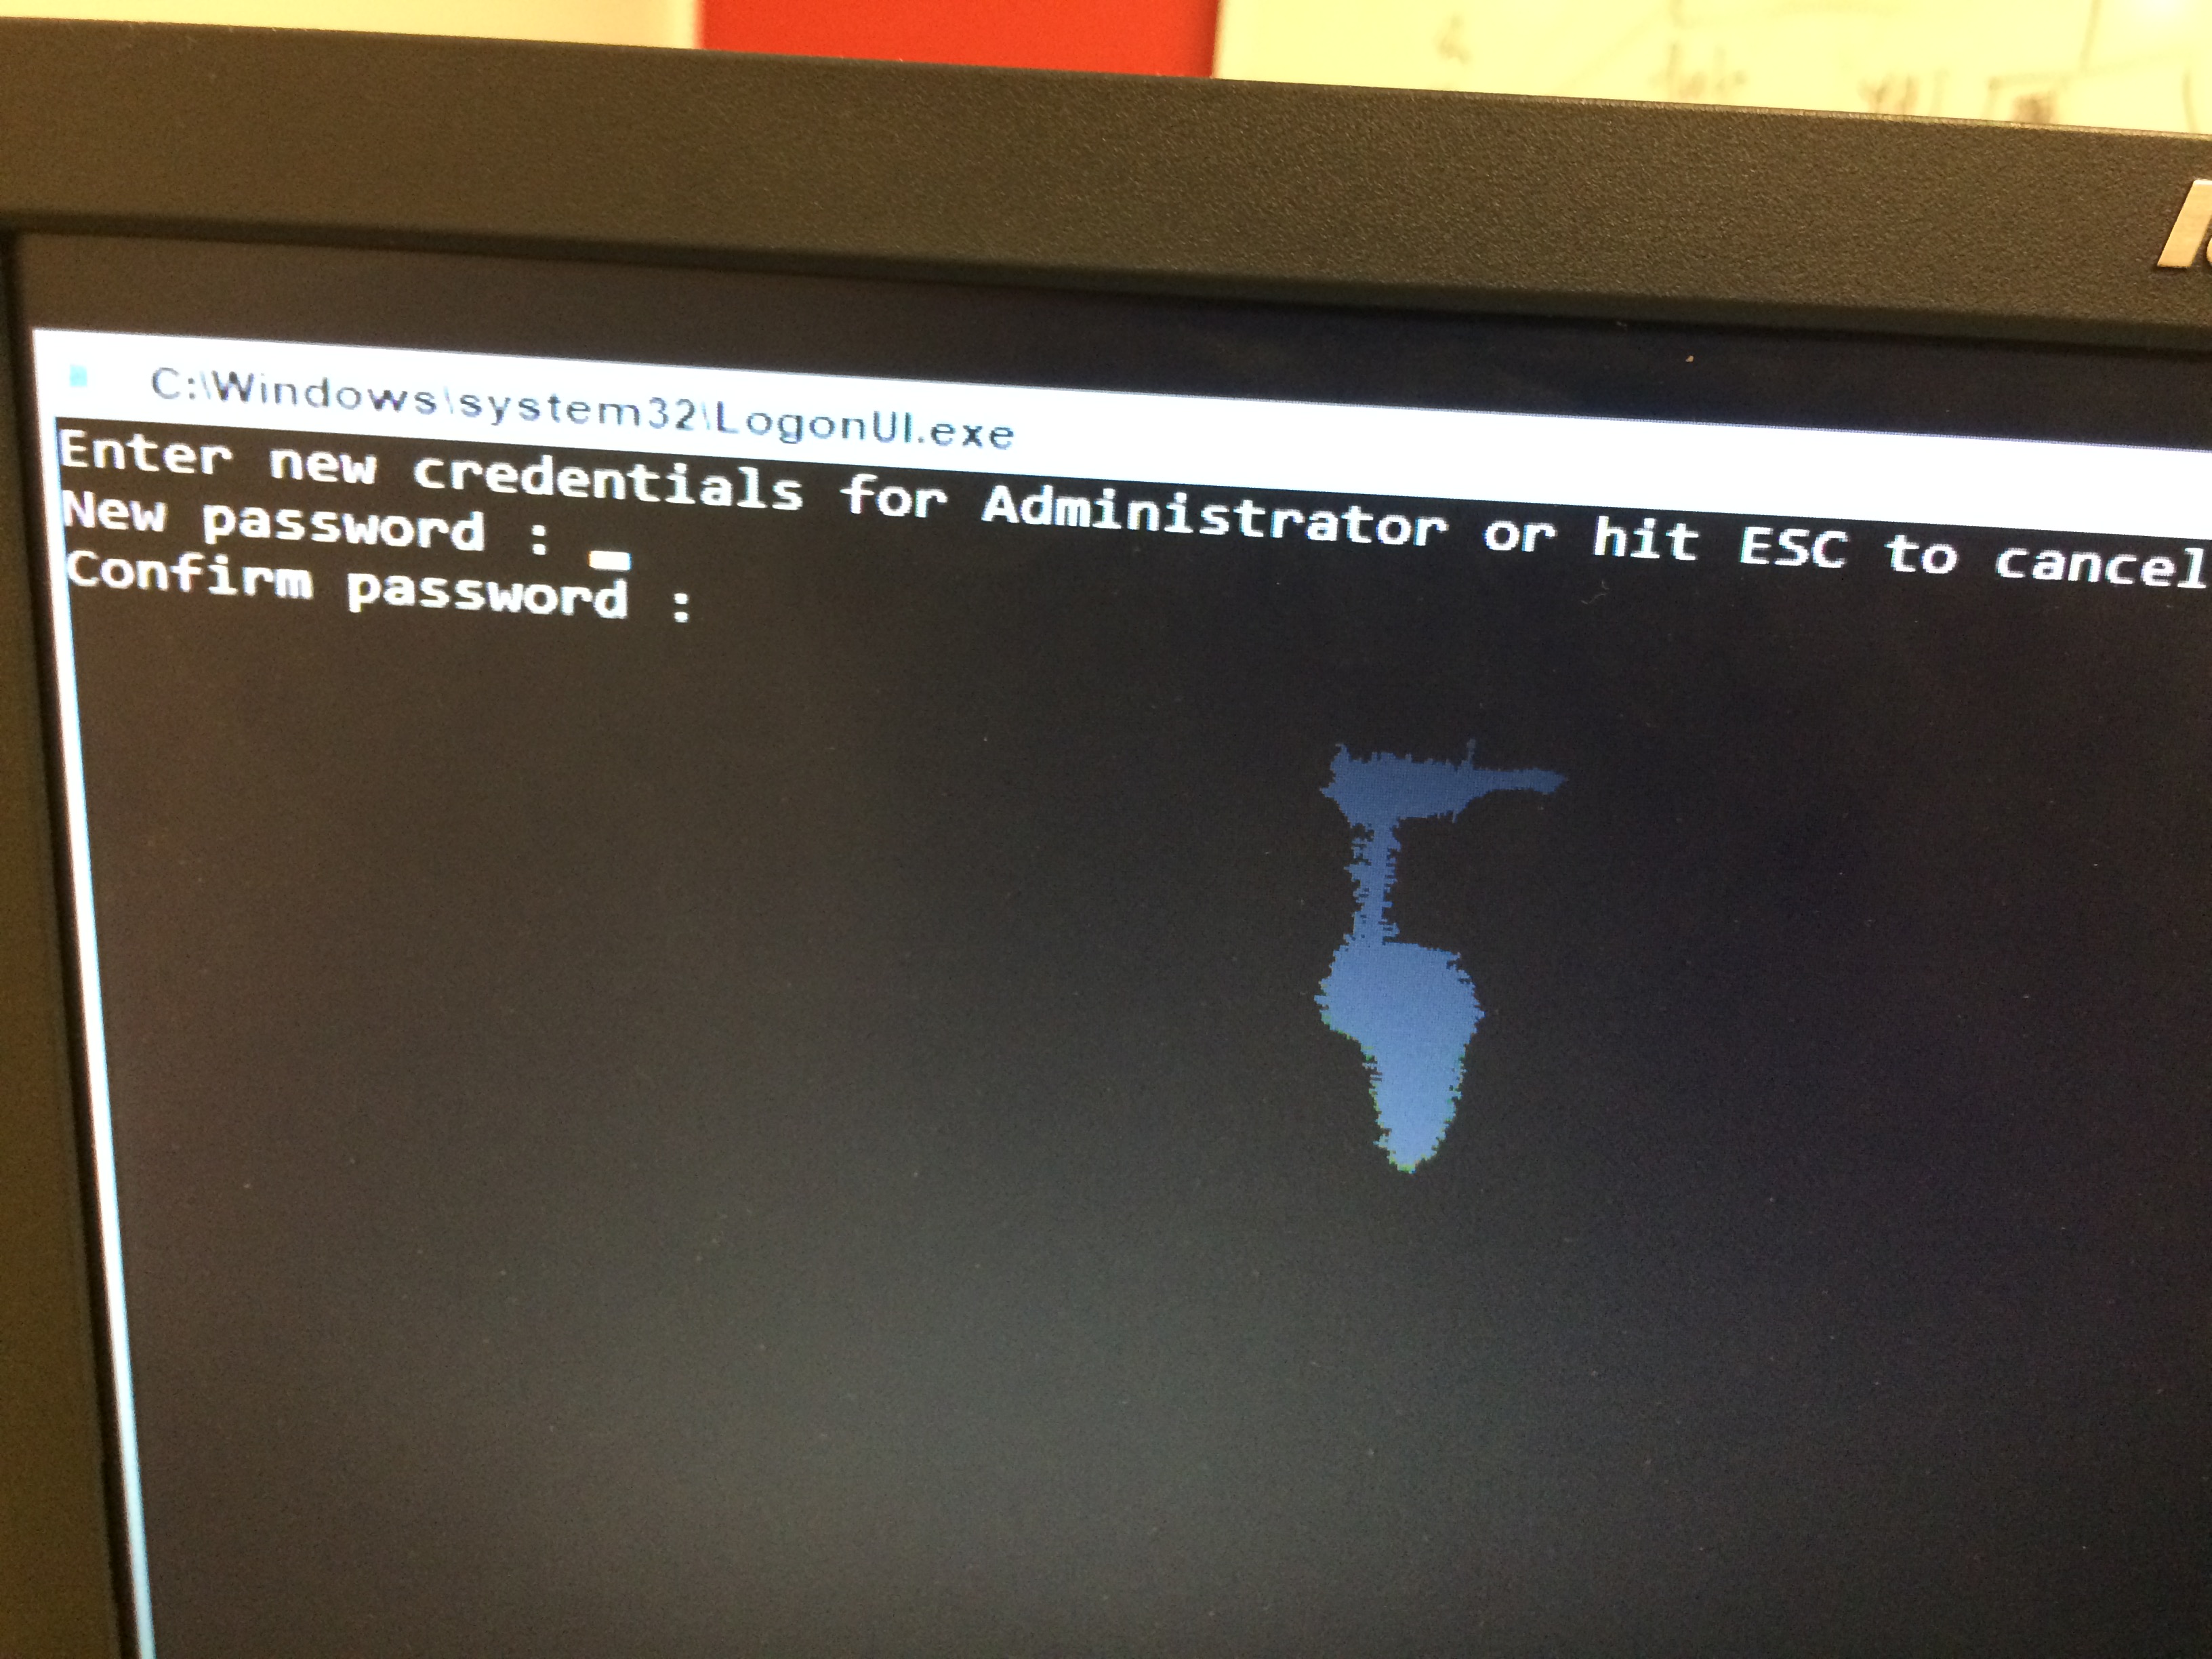 C:\Windows\system32\LogonUI.exe
Enter new credentials for Administrator or hit ESC to cancel
New password :
Confirm password :